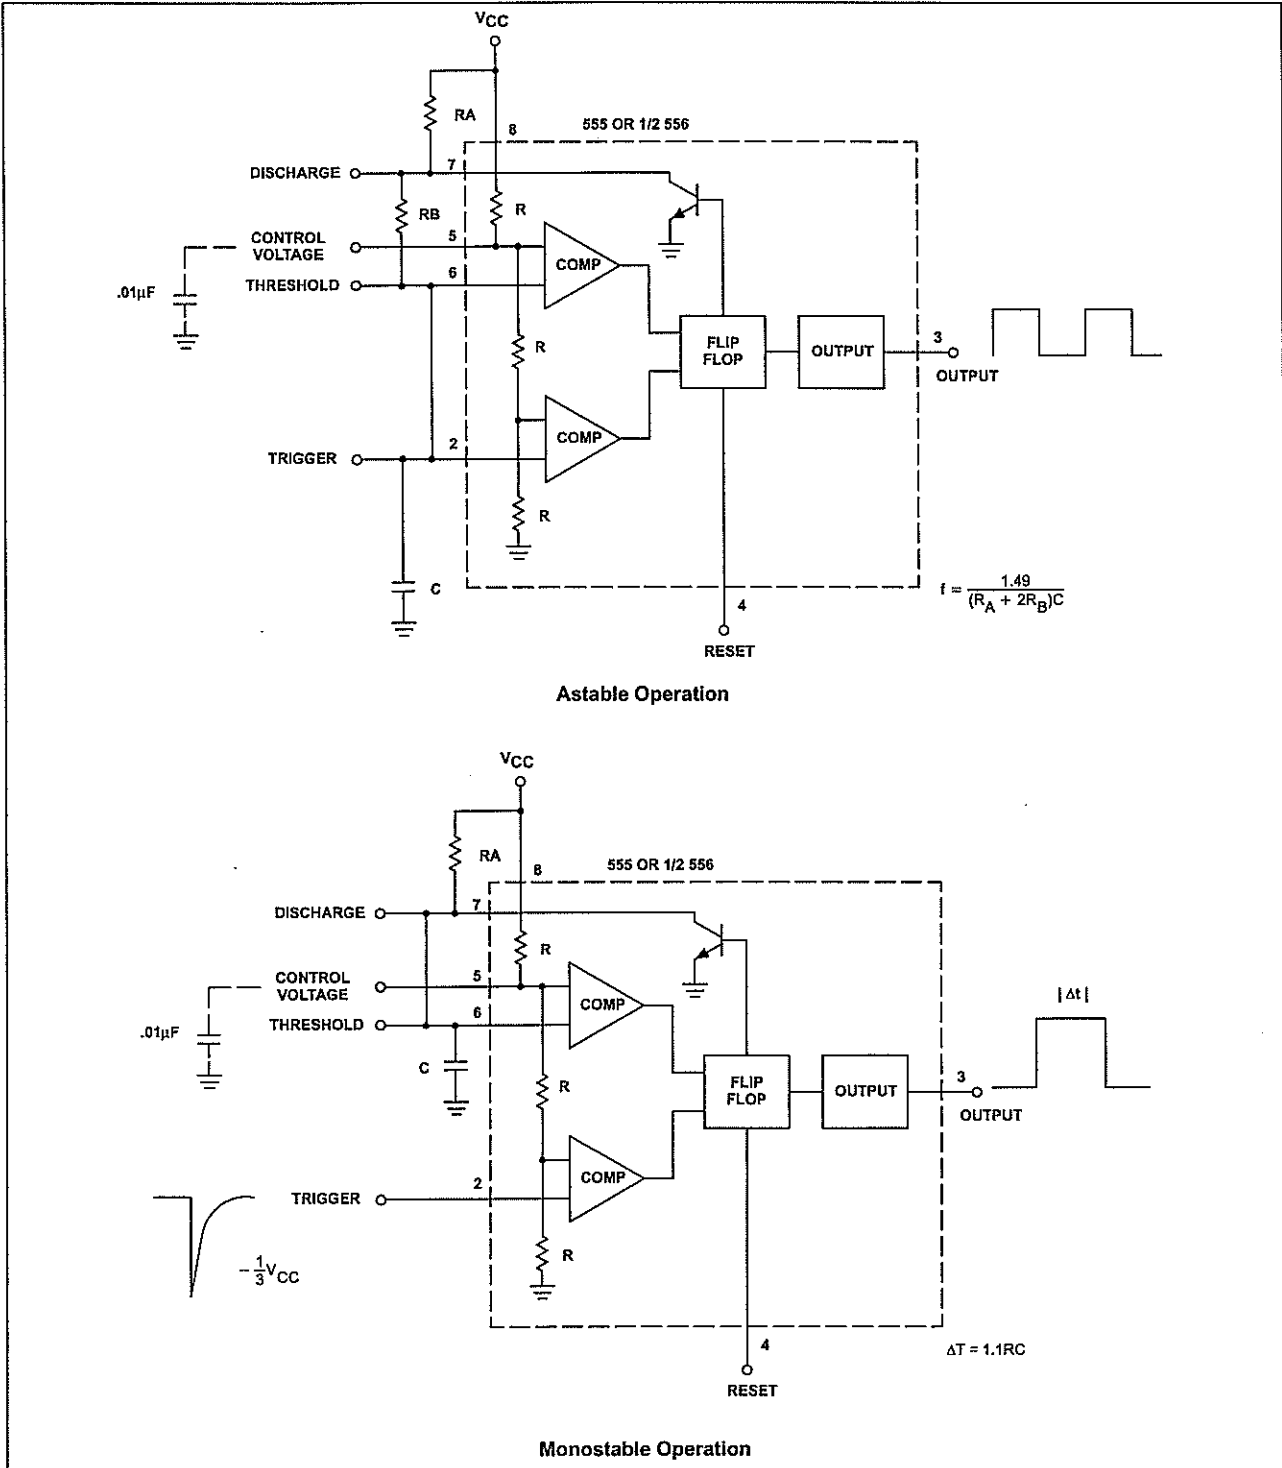 VCC
RA
8
555 OR 1/2 556
DISCHARGE
7
RB
R
CONTROL
VOLTAGE
5
COMP
THRESHOLD
6
.01µF
R
FLIP
FLOP
OUTPUT
3
OUTPUT
COMP
TRIGGER
2
R
C
4
RESET
f = 1.49
(RA + 2RB)C
Astable Operation
VCC
RA
8
555 OR 1/2 556
DISCHARGE
7
R
CONTROL
VOLTAGE
5
COMP
THRESHOLD
6
.01µF
C
R
FLIP
FLOP
OUTPUT
3
OUTPUT
|Δt|
COMP
TRIGGER
2
R
-1/3 VCC
4
RESET
ΔT = 1.1RC
Monostable Operation